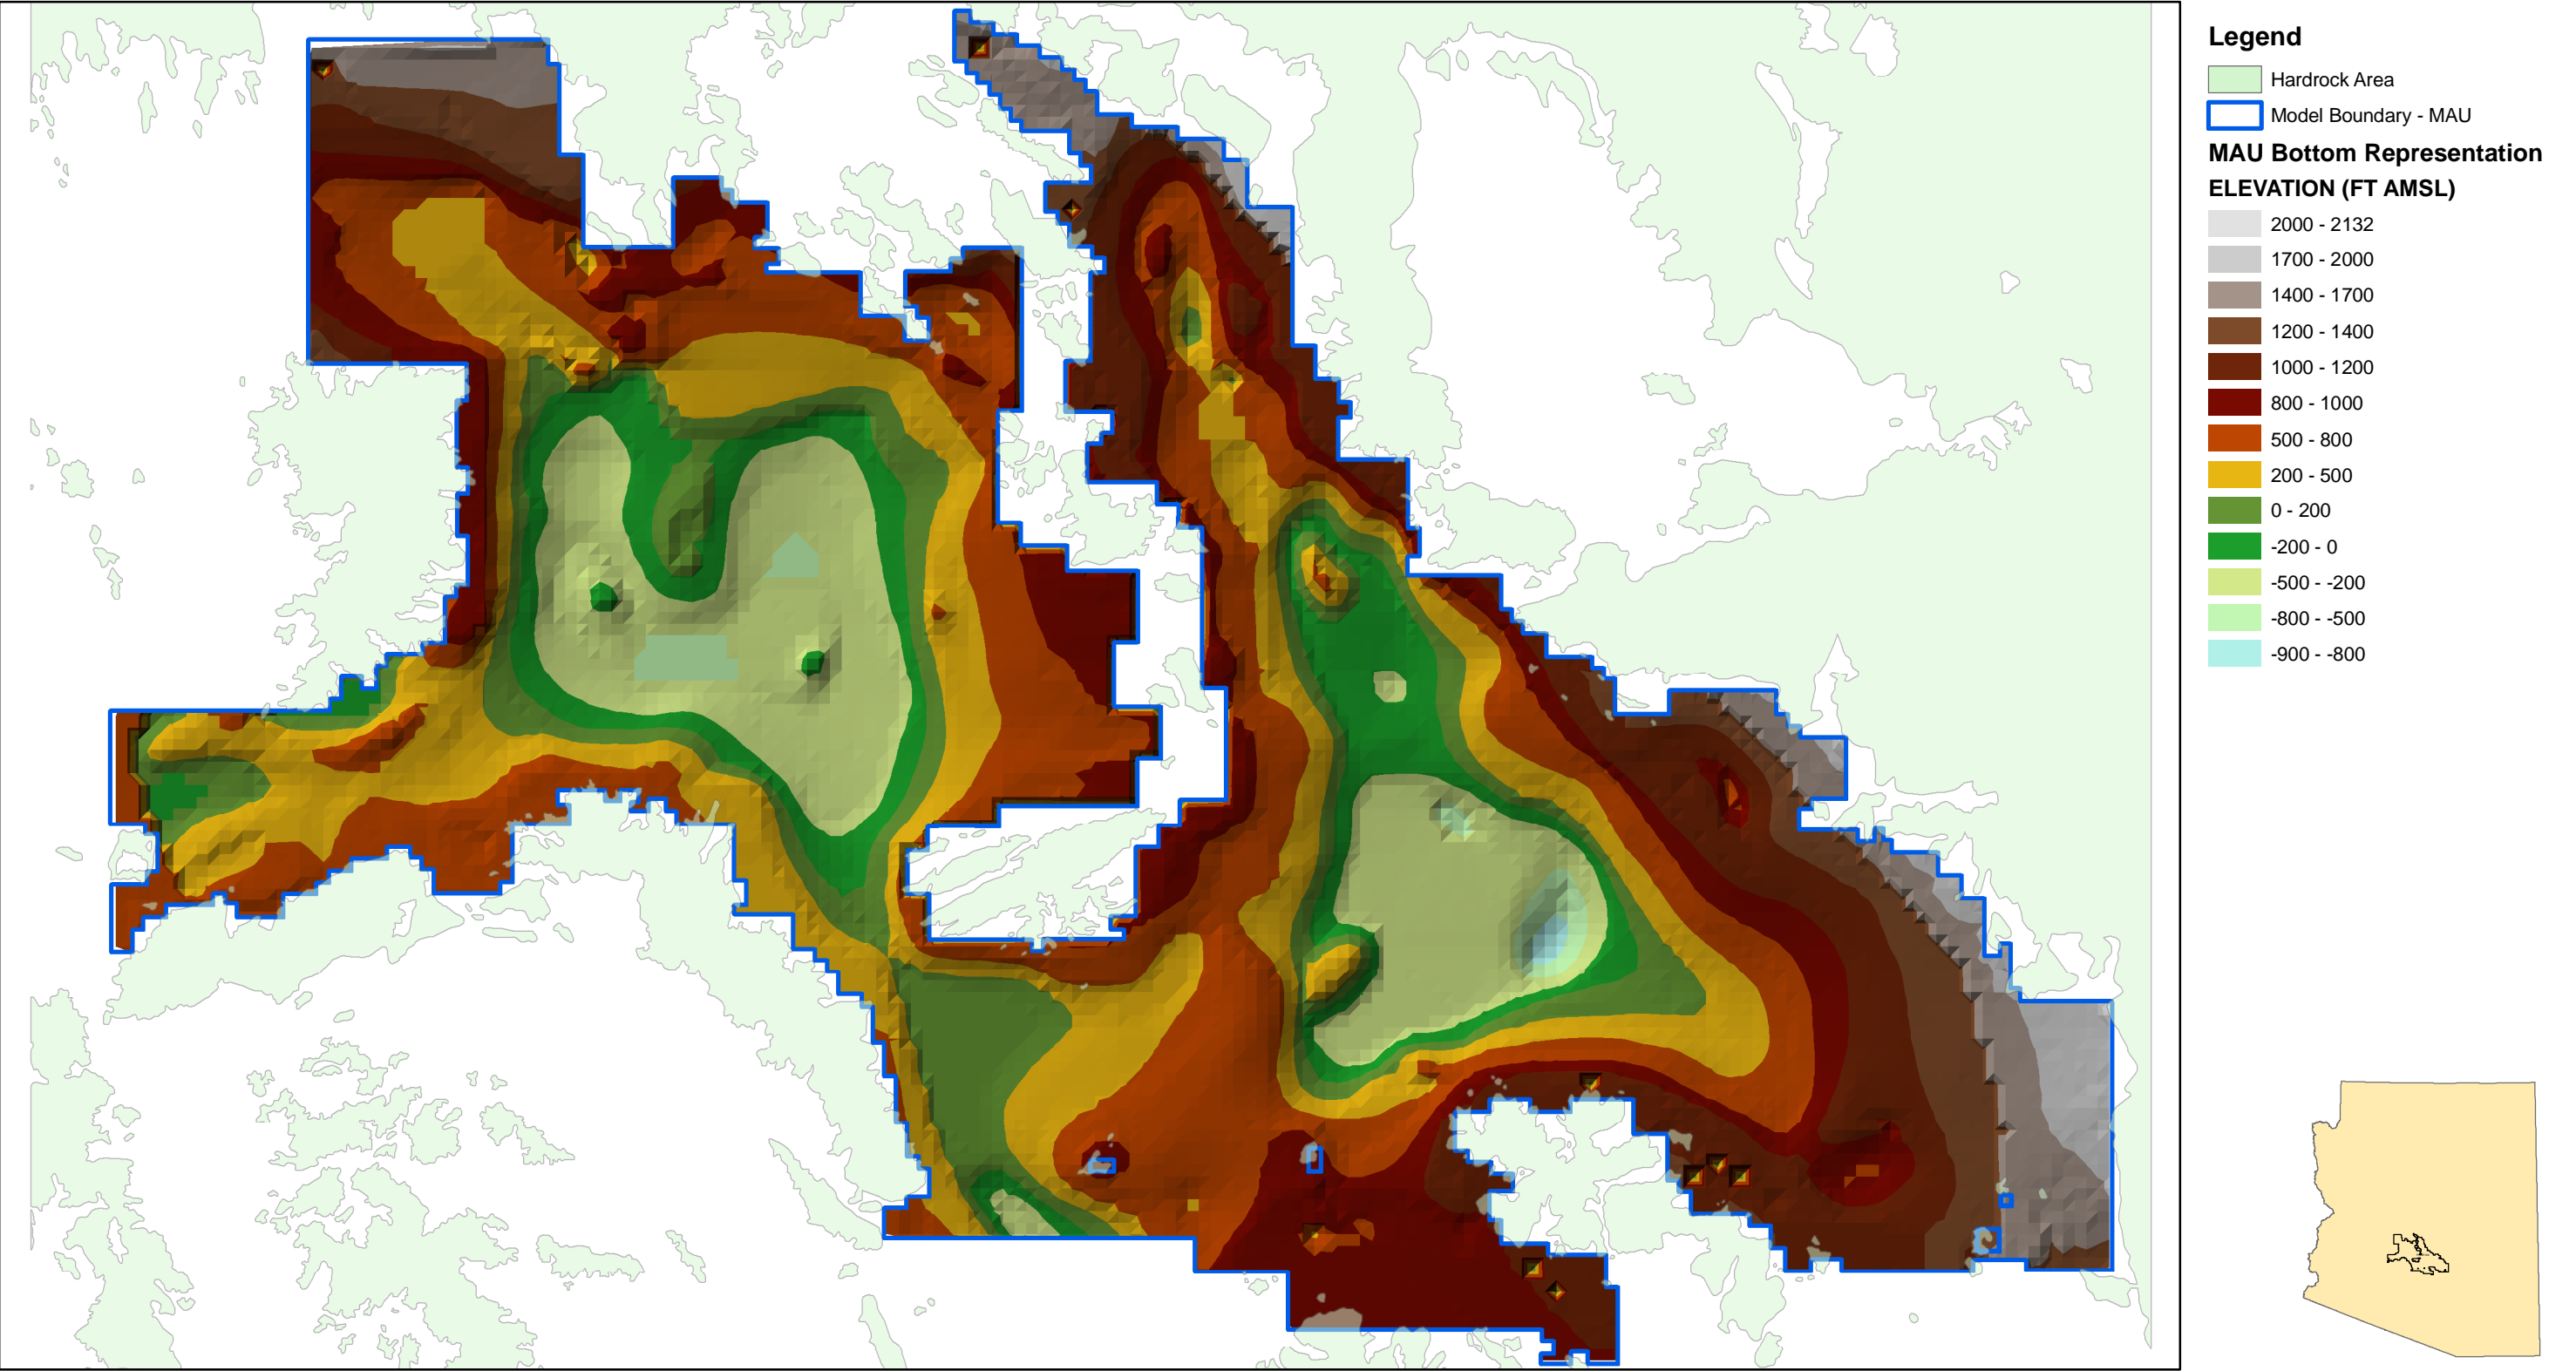 Legend
Hardrock Area
Model Boundary - MAU
MAU Bottom Representation
ELEVATION (FT AMSL)
2000 - 2132
1700 - 2000
1400 - 1700
1200 - 1400
1000 - 1200
800 - 1000
500 - 800
200 - 500
0 - 200
-200 - 0
-500 - -200
-800 - -500
-900 - -800